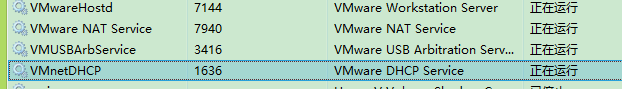 VMwareHostd 7144 VMware Workstation Server 正在运行
VMware NAT Service 7940 VMware NAT Service 正在运行
VMUSBArbService 3416 VMware USB Arbitration Serv... 正在运行
VMnetDHCP 1636 VMware DHCP Service 正在运行